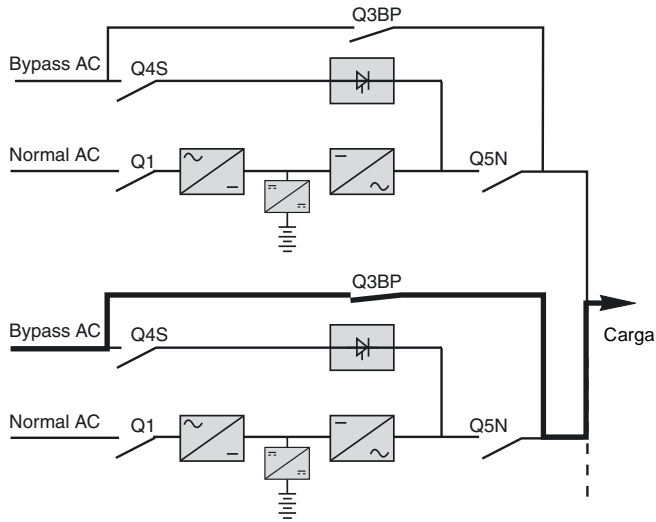 Q3BP
Bypass AC
Q4S
Normal AC
Q1
Q5N
Q3BP
Bypass AC
Q4S
Carga
Normal AC
Q1
Q5N